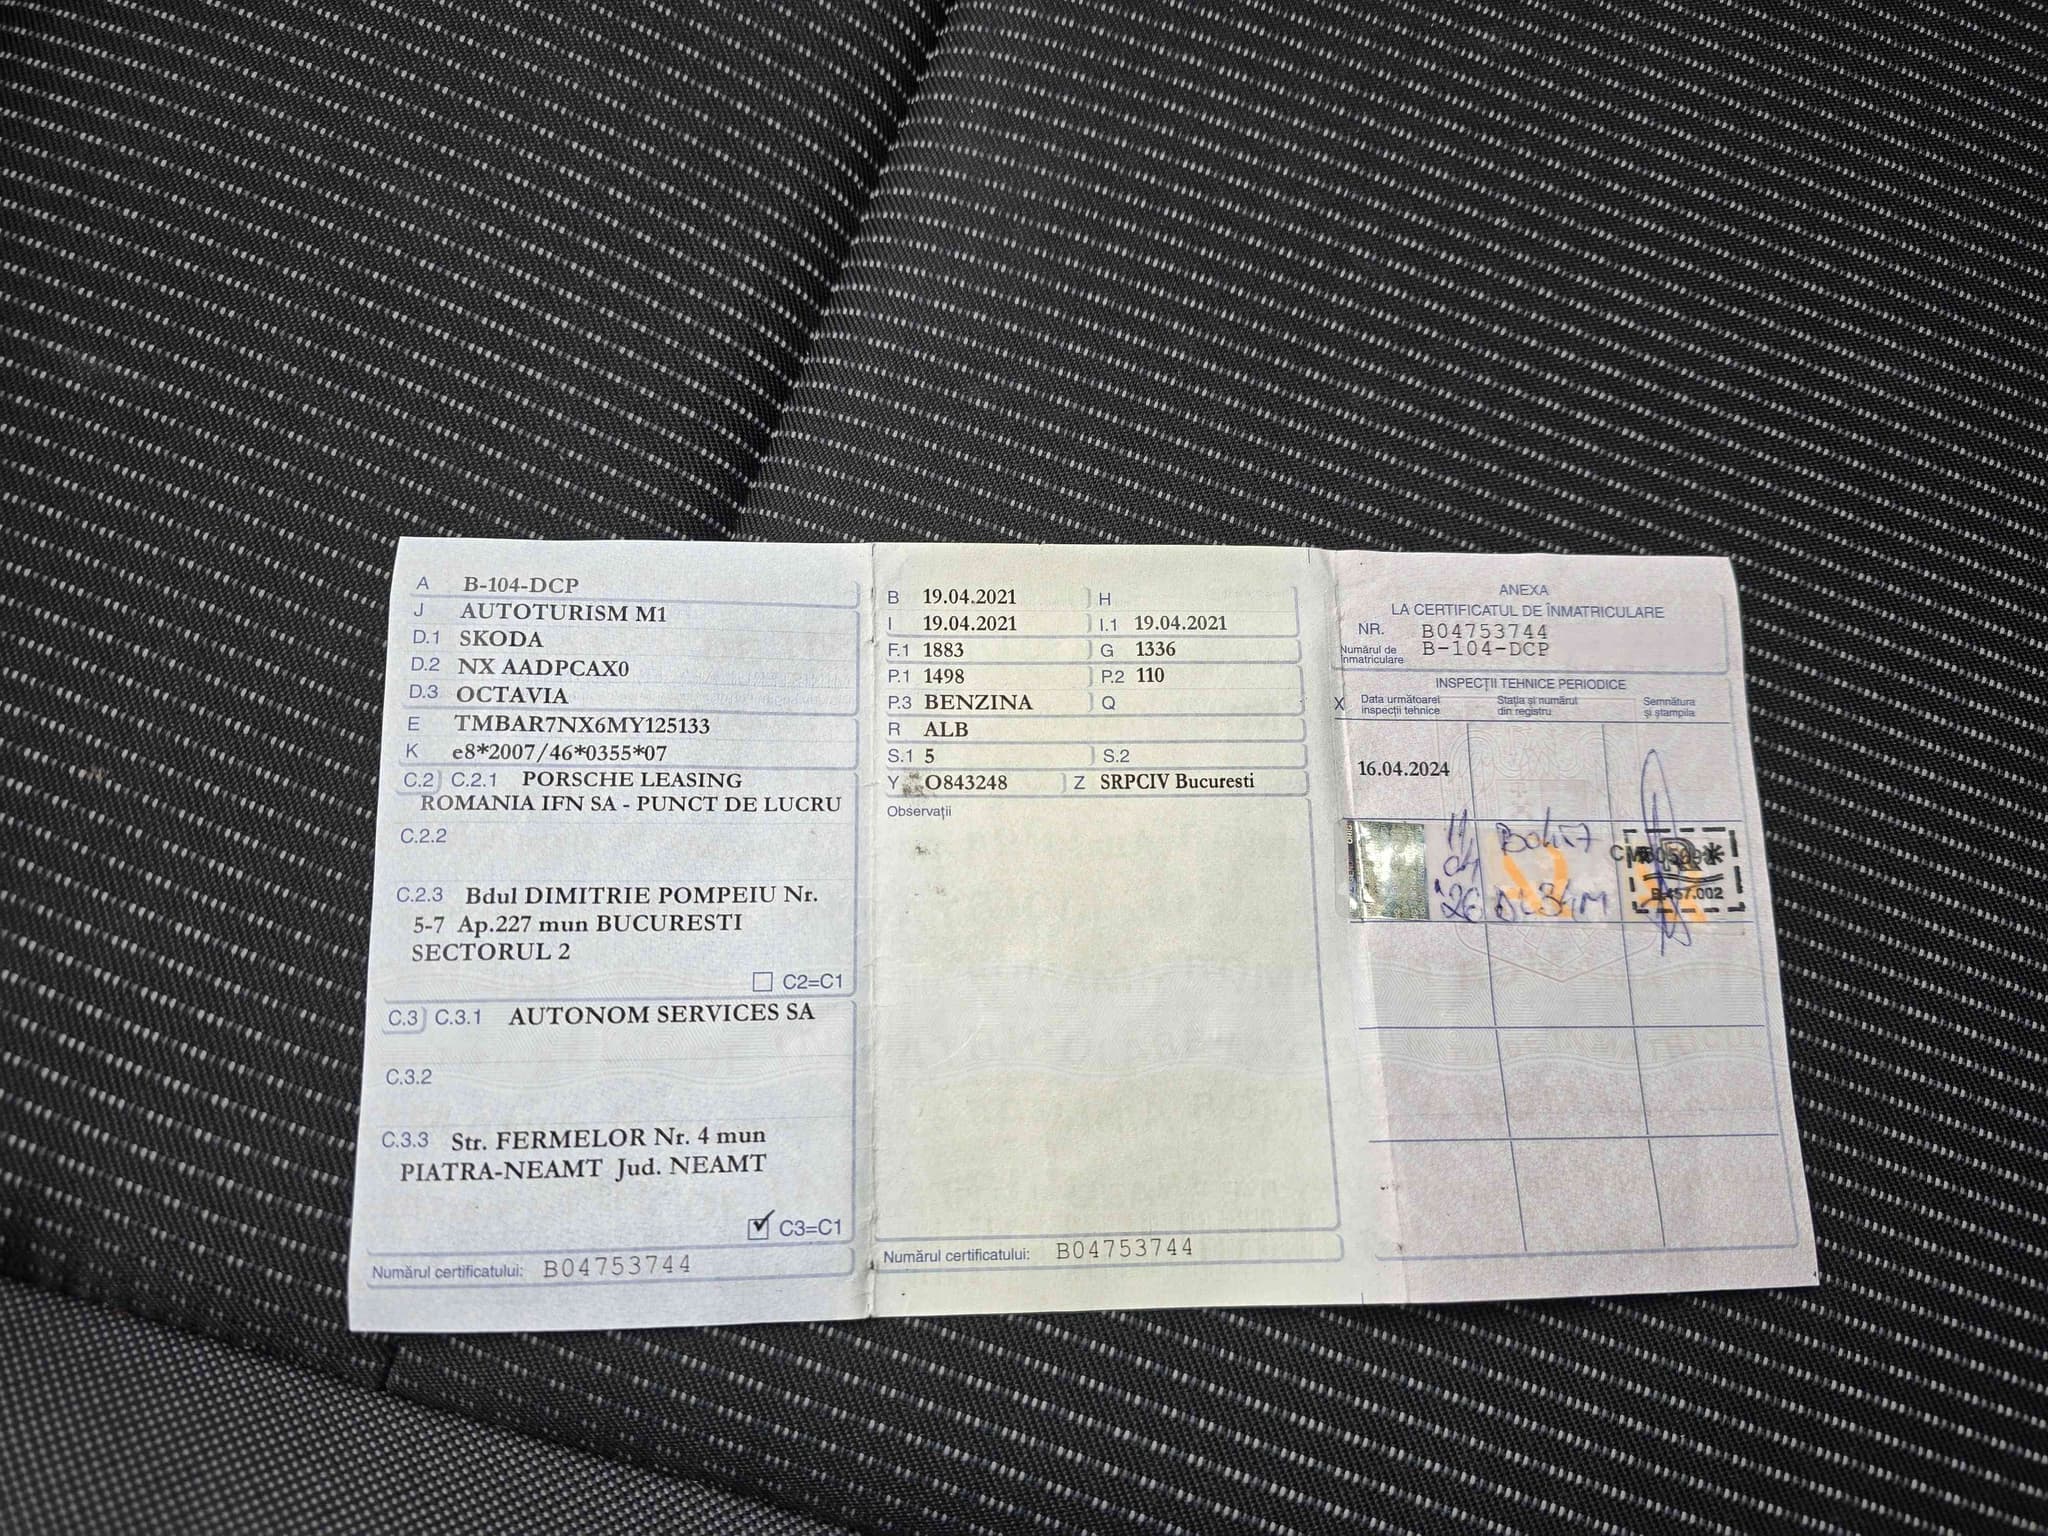 A B-104-DCP
J AUTOTURISM M1
D.1 SKODA
D.2 NX AADPCAX0
D.3 OCTAVIA
E TMBAR7NX6MY125133
K e8*2007/46*0355*07
C.2 C.2.1 PORSCHE LEASING
ROMANIA IFN SA - PUNCT DE LUCRU
C.2.2
C.2.3 Bdul DIMITRIE POMPEIU Nr.
5-7 Ap.227 mun BUCURESTI
SECTORUL 2
C2=C1
C.3 C.3.1 AUTONOM SERVICES SA
C.3.2
C.3.3 Str. FERMELOR Nr. 4 mun
PIATRA-NEAMT Jud. NEAMT
C3=C1
Numărul certificatului: B04753744
B 19.04.2021 H
I 19.04.2021 I.1 19.04.2021
F.1 1883 G 1336
P.1 1498 P.2 110
P.3 BENZINA Q
R ALB
S.1 5 S.2
Y O843248 Z SRPCIV Bucuresti
Observații
Numărul certificatului: B04753744
ANEXA
LA CERTIFICATUL DE ÎNMATRICULARE
NR. B04753744
Numărul de înmatriculare B-104-DCP
INSPECȚII TEHNICE PERIODICE
X Data următoarei inspecții tehnice
Stația și numărul din registru
Semnătura și ștampila
16.04.2024
11
04
'26